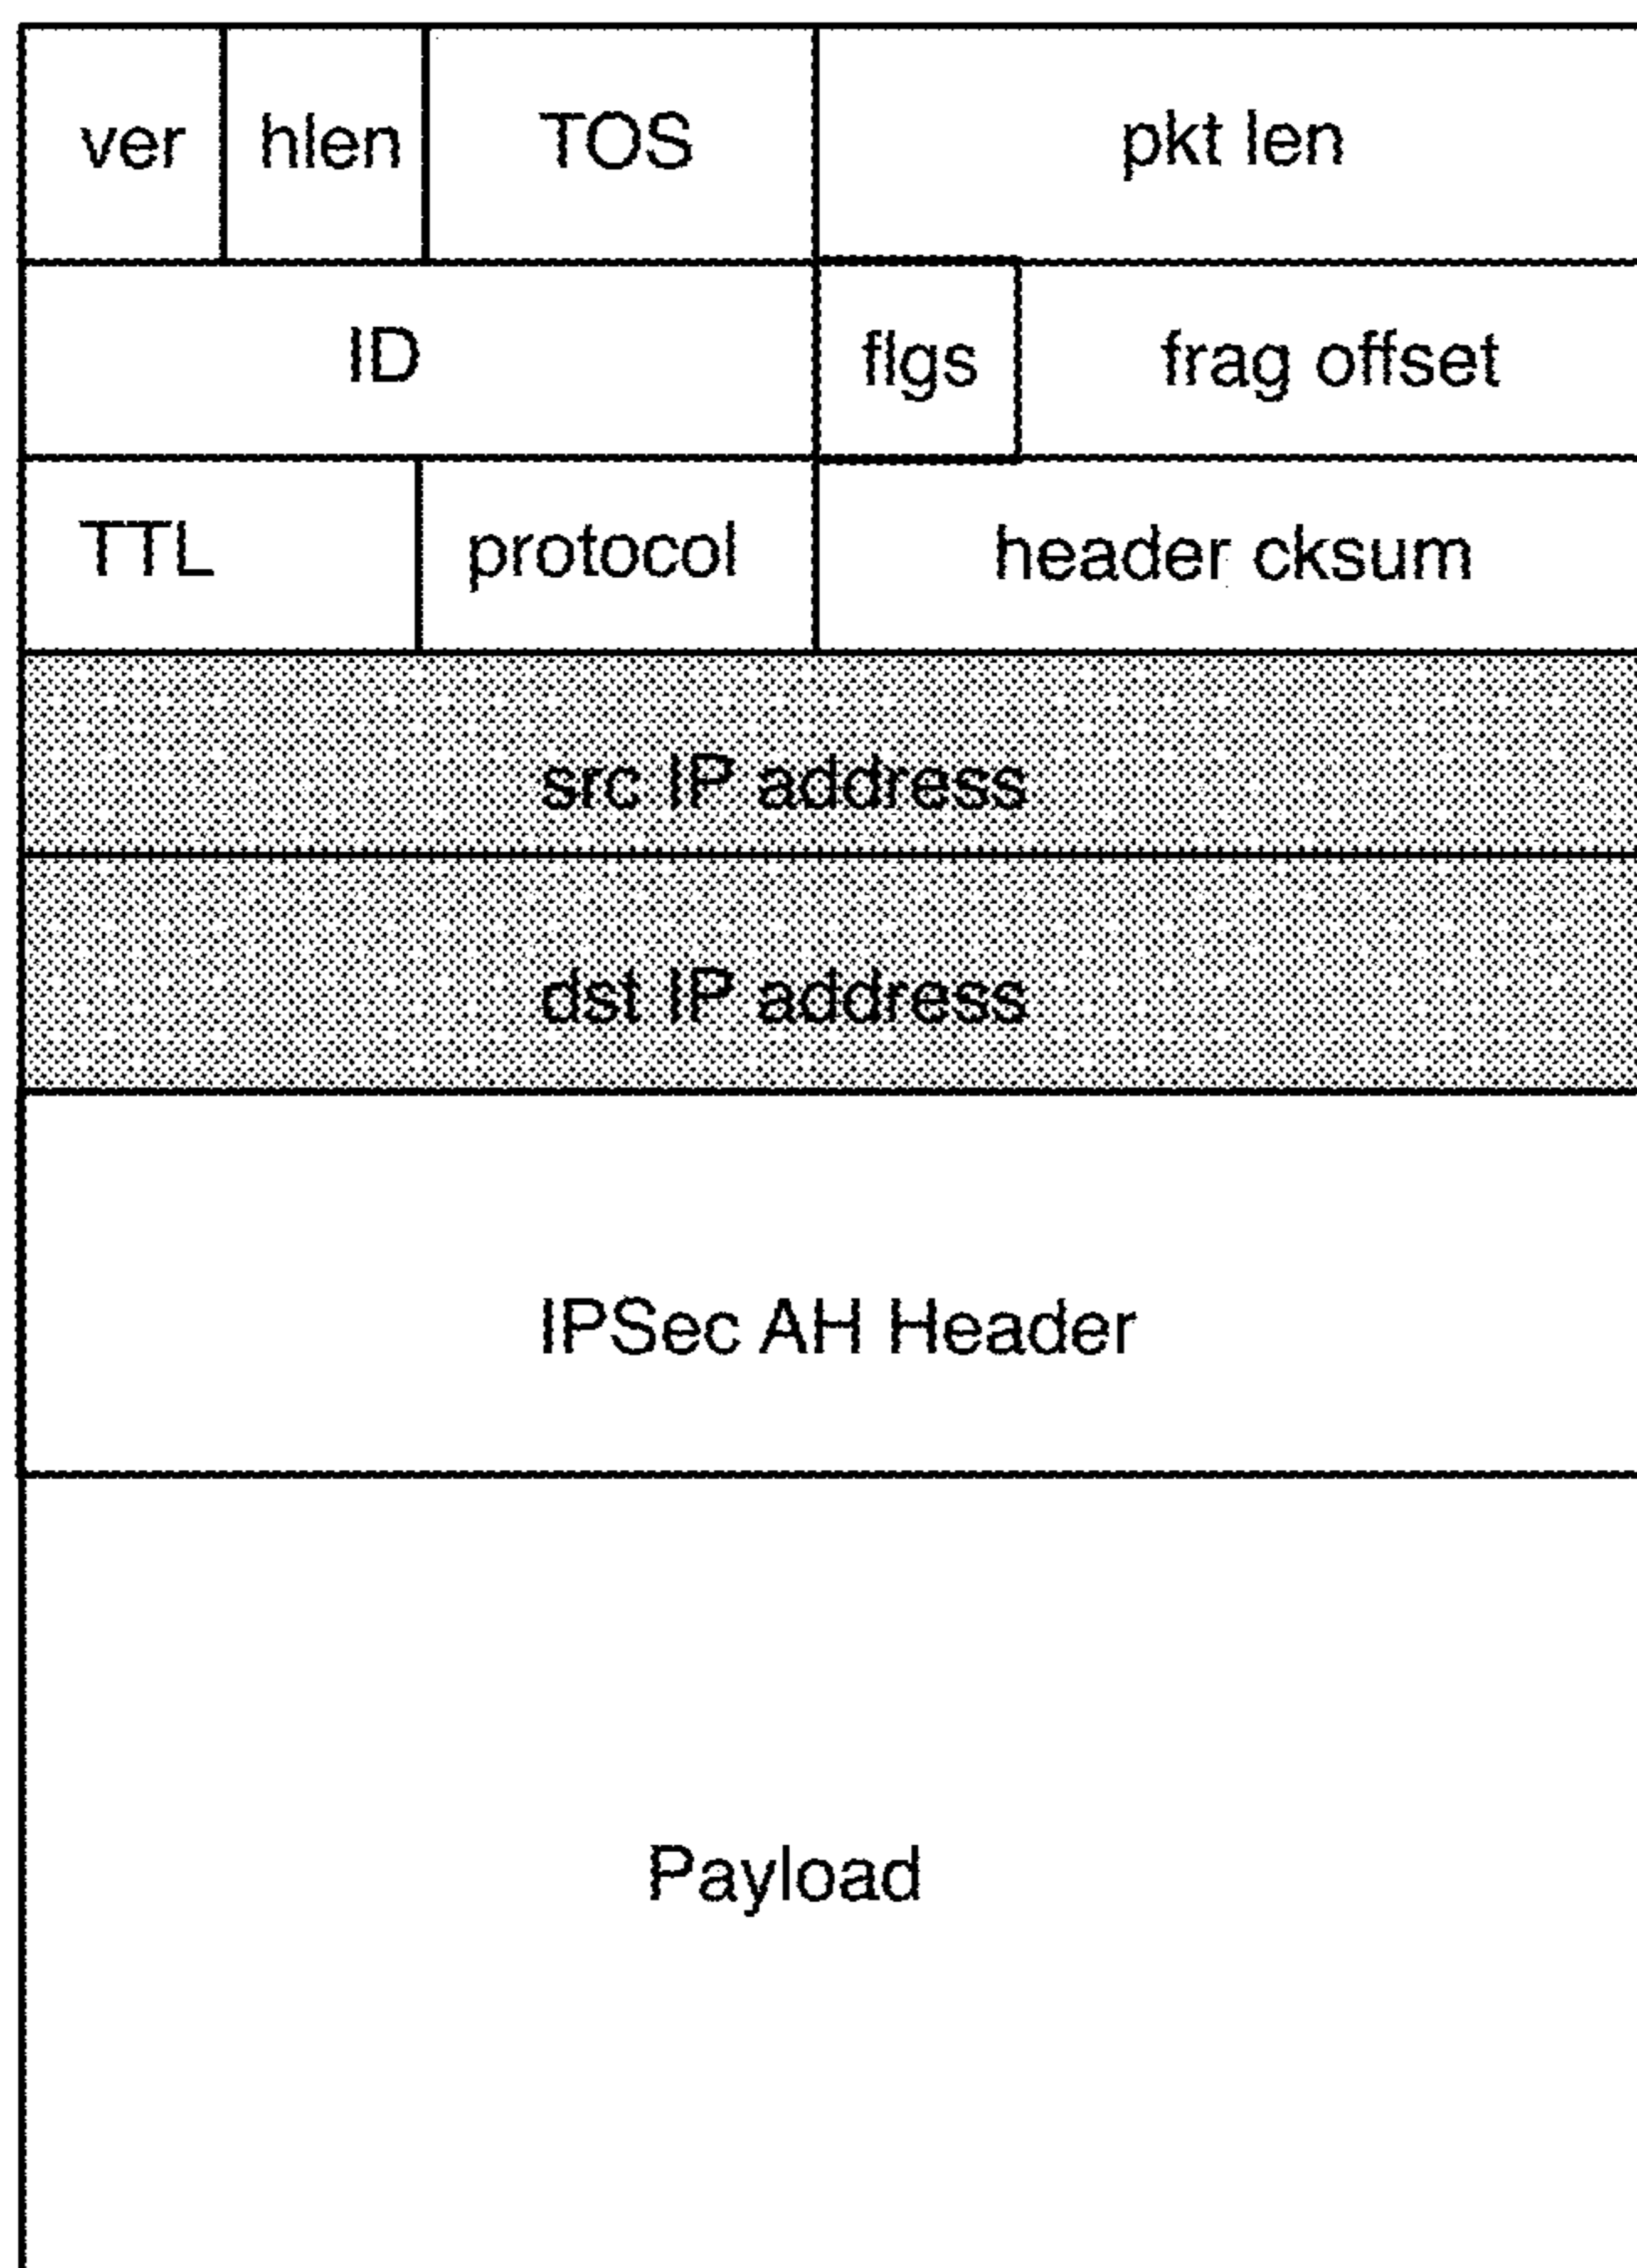 ver hlen TOS pkt len
ID flgs frag offset
TTL protocol header cksum
src IP address
dst IP address
IPSec AH Header
Payload